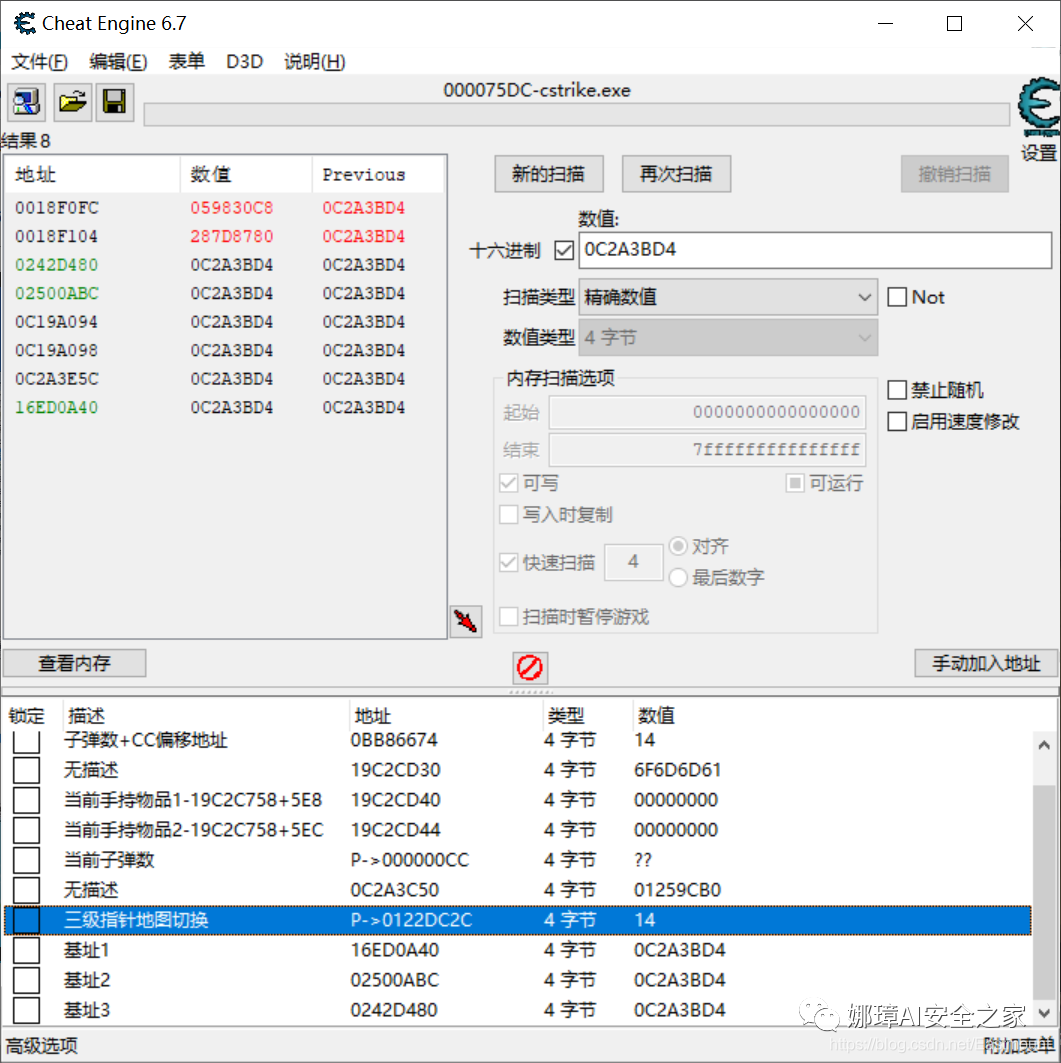 Cheat Engine 6.7
文件(F) 编辑(E) 表单 D3D 说明(H)
000075DC-cstrike.exe
设置
结果 8
地址 数值 Previous
0018F0FC 059830C8 0C2A3BD4
0018F104 287D8780 0C2A3BD4
0242D480 0C2A3BD4 0C2A3BD4
02500ABC 0C2A3BD4 0C2A3BD4
0C19A094 0C2A3BD4 0C2A3BD4
0C19A098 0C2A3BD4 0C2A3BD4
0C2A3E5C 0C2A3BD4 0C2A3BD4
16ED0A40 0C2A3BD4 0C2A3BD4
新的扫描 再次扫描 撤销扫描
数值:
十六进制 0C2A3BD4
扫描类型 精确数值 Not
数值类型 4 字节
内存扫描选项
起始 0000000000000000
结束 7fffffffffffffff
可写 可运行
写入时复制
快速扫描 4 对齐
最后数字
扫描时暂停游戏
禁止随机
启用速度修改
查看内存 手动加入地址
锁定 描述 地址 类型 数值
子弹数+CC偏移地址 0BB86674 4 字节 14
无描述 19C2CD30 4 字节 6F6D6D61
当前手持物品1-19C2C758+5E8 19C2CD40 4 字节 00000000
当前手持物品2-19C2C758+5EC 19C2CD44 4 字节 00000000
当前子弹数 P->000000CC 4 字节 ??
无描述 0C2A3C50 4 字节 01259CB0
三级指针地图切换 P->0122DC2C 4 字节 14
基址1 16ED0A40 4 字节 0C2A3BD4
基址2 02500ABC 4 字节 0C2A3BD4
基址3 0242D480 4 字节 0C2A3BD4
娜璋AI安全之家
高级选项 附加表单